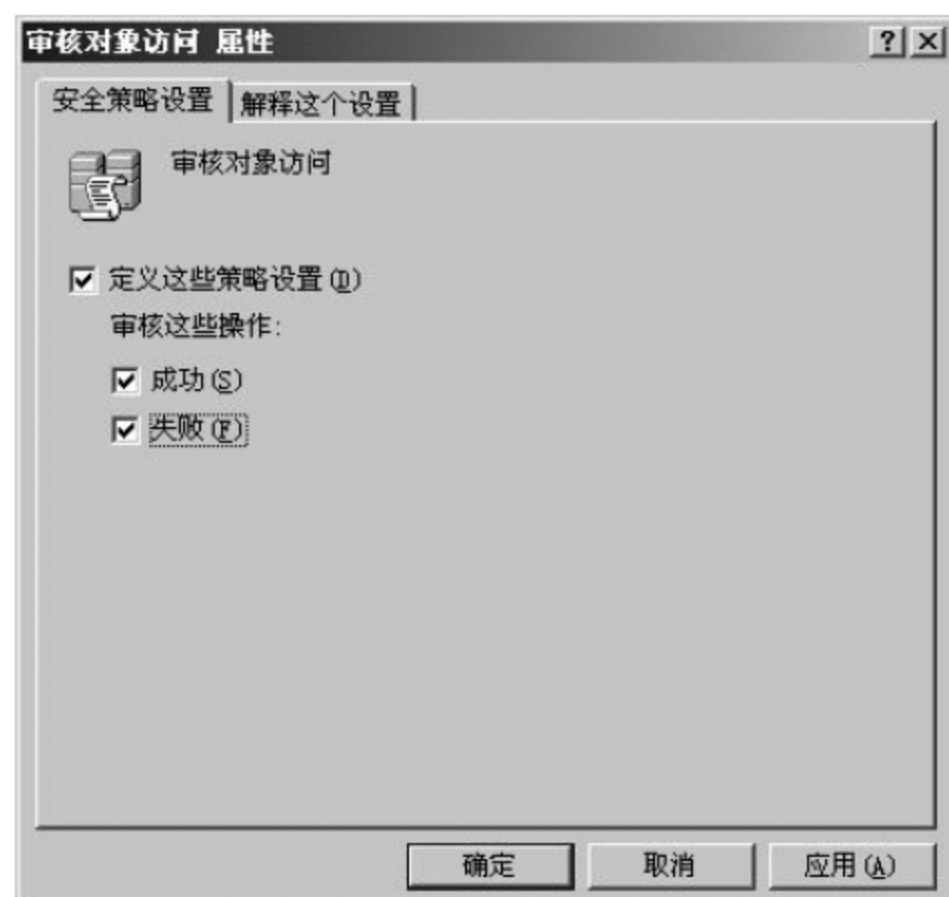 审核对象访问 属性
安全策略设置 解释这个设置
审核对象访问
定义这些策略设置(D)
审核这些操作:
成功(S)
失败(F)
确定 取消 应用(A)